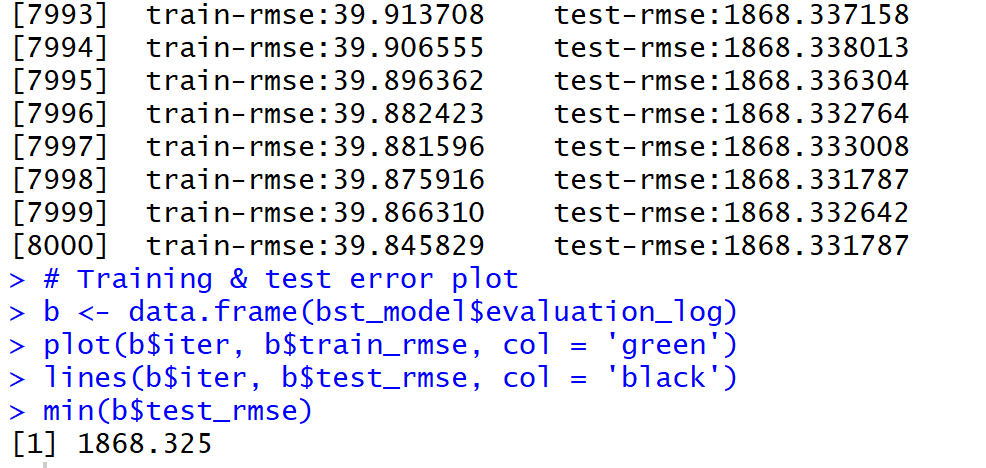 [7993]  train-rmse:39.913708    test-rmse:1868.337158
[7994]  train-rmse:39.906555    test-rmse:1868.338013
[7995]  train-rmse:39.896362    test-rmse:1868.336304
[7996]  train-rmse:39.882423    test-rmse:1868.332764
[7997]  train-rmse:39.881596    test-rmse:1868.333008
[7998]  train-rmse:39.875916    test-rmse:1868.331787
[7999]  train-rmse:39.866310    test-rmse:1868.332642
[8000]  train-rmse:39.845829    test-rmse:1868.331787
> # Training & test error plot
> b <- data.frame(bst_model$evaluation_log)
> plot(b$iter, b$train_rmse, col = 'green')
> lines(b$iter, b$test_rmse, col = 'black')
> min(b$test_rmse)
[1] 1868.325